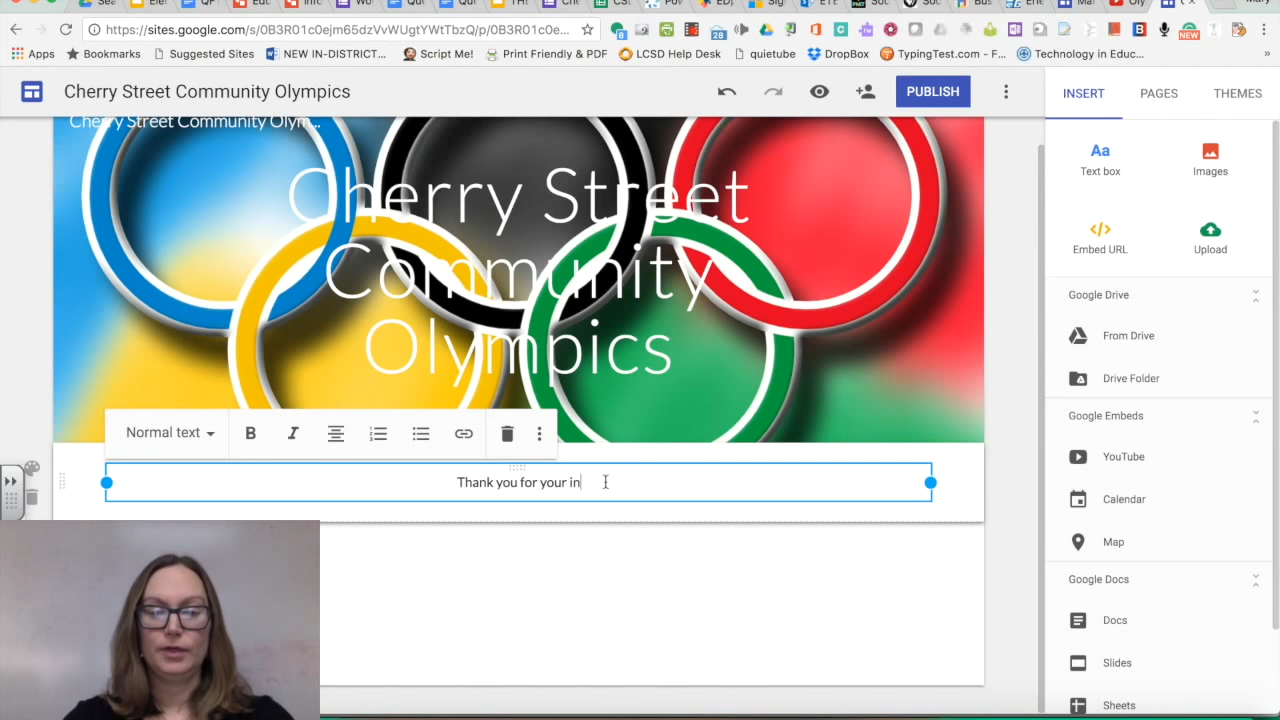 https://sites.google.com/s/0B3R01c0ejm65dzVvWUgtYWtTbzQ/p/0B3R01c0e...
Apps Bookmarks Suggested Sites NEW IN-DISTRICT... Script Me! Print Friendly & PDF LCSD Help Desk quietube DropBox TypingTest.com - F... Technology in Educ... »
Cherry Street Community Olympics
PUBLISH
INSERT PAGES THEMES
Cherry Street Community Olym...
Cherry Street
Community
Olympics
Normal text
Thank you for your in
Aa
Text box
Images
Embed URL
Upload
Google Drive
From Drive
Drive Folder
Google Embeds
YouTube
Calendar
Map
Google Docs
Docs
Slides
Sheets